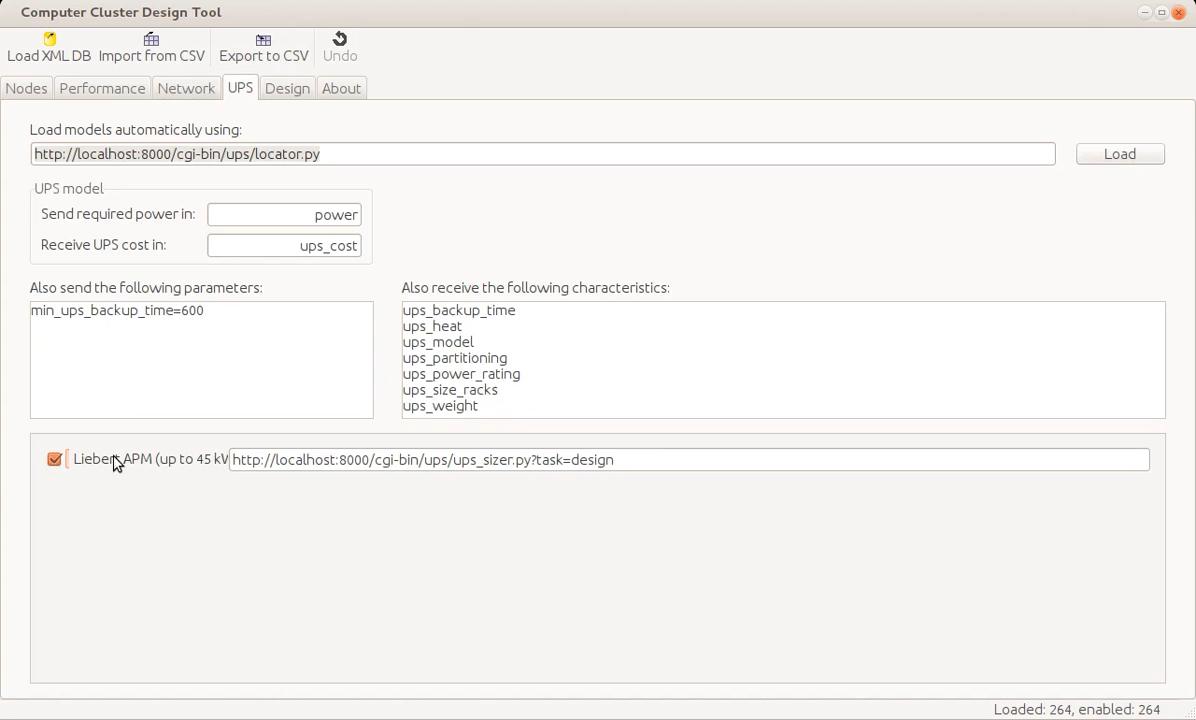 Computer Cluster Design Tool
Load XML DB Import from CSV Export to CSV Undo
Nodes Performance Network UPS Design About
Load models automatically using:
http://localhost:8000/cgi-bin/ups/locator.py Load
UPS model
Send required power in: power
Receive UPS cost in: ups_cost
Also send the following parameters: Also receive the following characteristics:
min_ups_backup_time=600
ups_backup_time
ups_heat
ups_model
ups_partitioning
ups_power_rating
ups_size_racks
ups_weight
Liebert APM (up to 45 kW http://localhost:8000/cgi-bin/ups/ups_sizer.py?task=design
Loaded: 264, enabled: 264